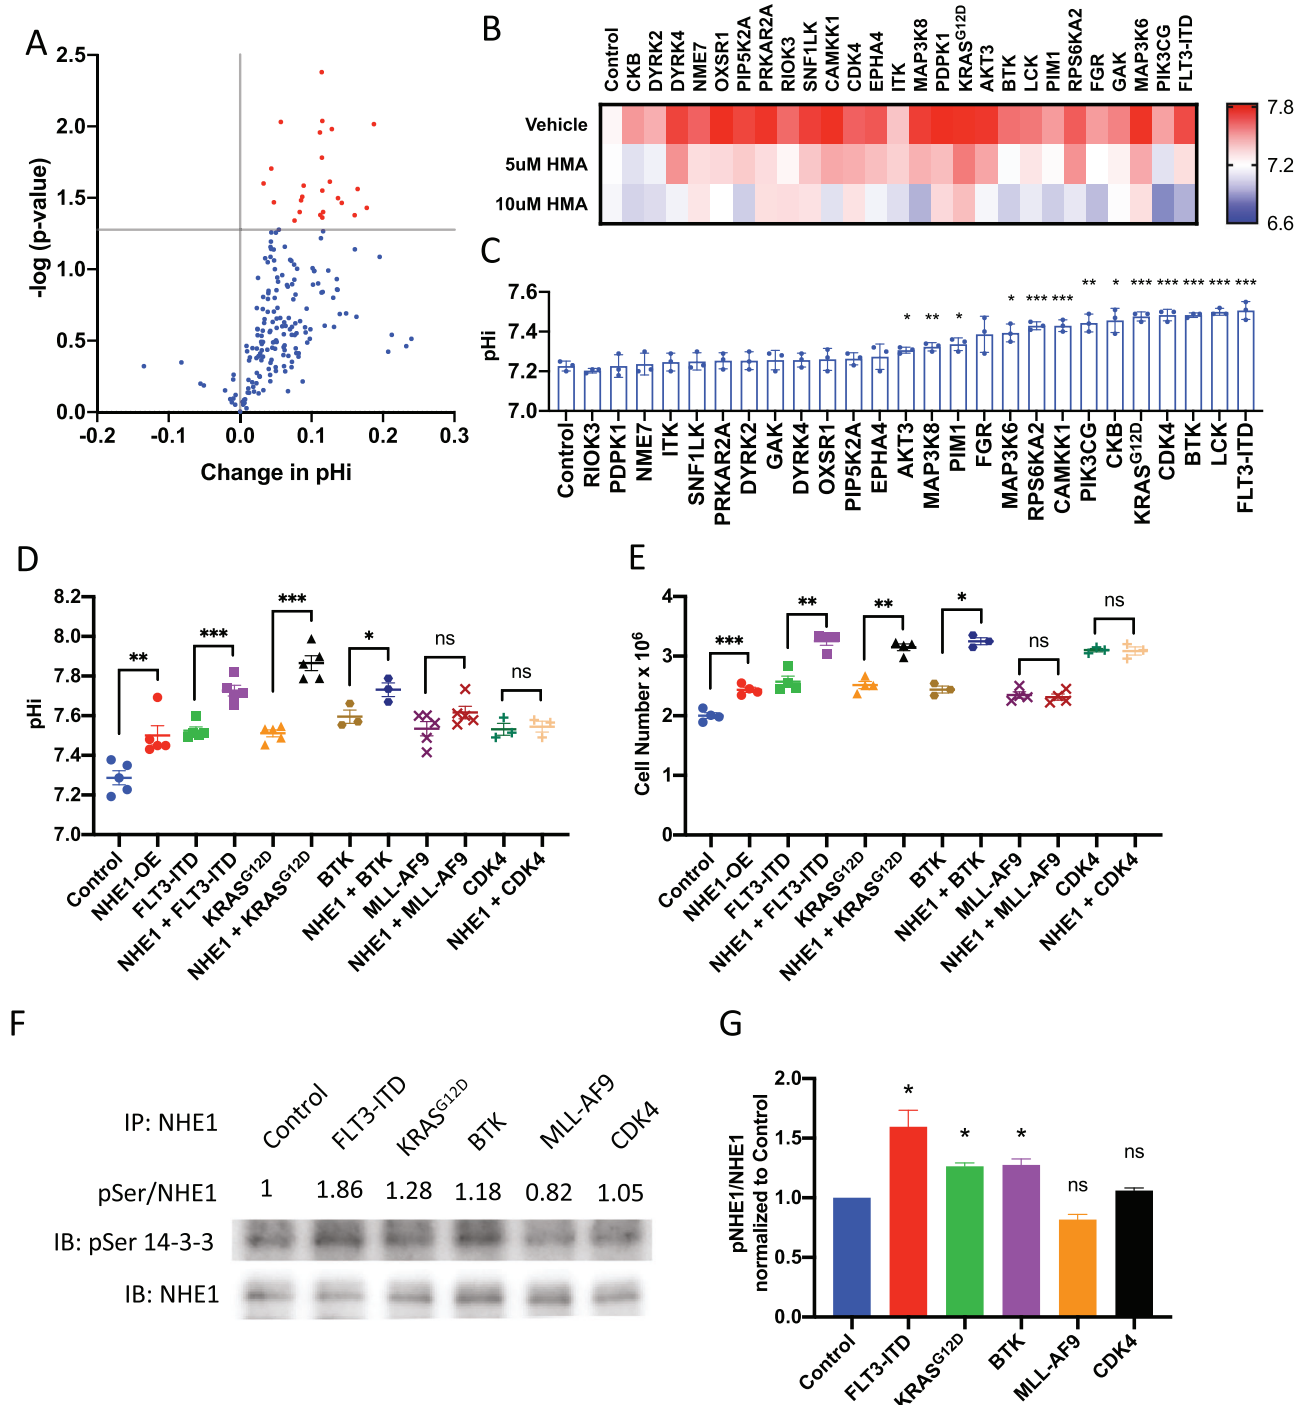 A
2.5
2.0
1.5
1.0
0.5
0.0
-log (p-value)
-0.2 -0.1 0.0 0.1 0.2 0.3
Change in pHi
B
Control CKB DYRK2 DYRK4 NME7 OXSR1 PIP5K2A PRKAR2A RIOK3 SNF1LK CAMKK1 CDK4 EPHA4 ITK MAP3K8 PDPK1 KRASG12D AKT3 BTK LCK PIM1 RPS6KA2 FGR GAK MAP3K6 PIK3CG FLT3-ITD
Vehicle
5uM HMA
10uM HMA
7.8
7.2
6.6
C
7.6
7.4
7.2
7.0
pHi
* ** * * *** *** ** * *** *** *** *** ***
Control RIOK3 PDPK1 NME7 ITK SNF1LK PRKAR2A DYRK2 GAK DYRK4 OXSR1 PIP5K2A EPHA4 AKT3 MAP3K8 PIM1 FGR MAP3K6 RPS6KA2 CAMKK1 PIK3CG CKB KRASG12D CDK4 BTK LCK FLT3-ITD
D
8.2
8.0
7.8
7.6
7.4
7.2
7.0
pHi
** *** *** * ns ns
Control NHE1-OE FLT3-ITD NHE1 + FLT3-ITD KRASG12D NHE1 + KRASG12D BTK NHE1 + BTK MLL-AF9 NHE1 + MLL-AF9 CDK4 NHE1 + CDK4
E
4
3
2
1
0
Cell Number x 10⁶
*** ** ** * ns ns
Control NHE1-OE FLT3-ITD NHE1 + FLT3-ITD KRASG12D NHE1 + KRASG12D BTK NHE1 + BTK MLL-AF9 NHE1 + MLL-AF9 CDK4 NHE1 + CDK4
F
IP: NHE1 Control FLT3-ITD KRASG12D BTK MLL-AF9 CDK4
pSer/NHE1 1 1.86 1.28 1.18 0.82 1.05
IB: pSer 14-3-3
IB: NHE1
G
2.0
1.5
1.0
0.5
0.0
pNHE1/NHE1
normalized to Control
* * * ns ns
Control FLT3-ITD KRASG12D BTK MLL-AF9 CDK4